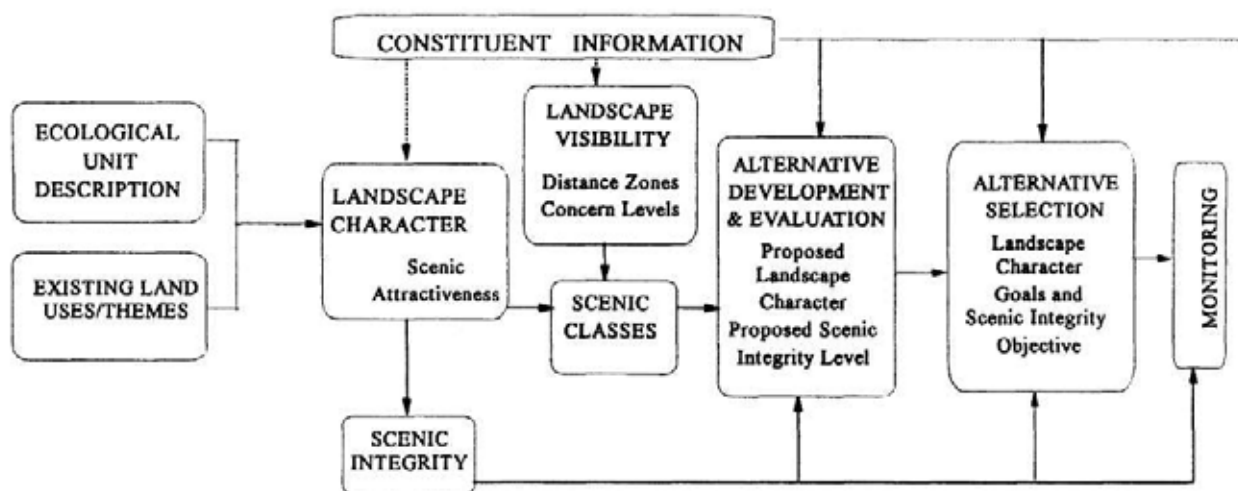 CONSTITUENT INFORMATION
ECOLOGICAL
UNIT
DESCRIPTION
EXISTING LAND
USES/THEMES
LANDSCAPE
CHARACTER
Scenic
Attractiveness
SCENIC
INTEGRITY
LANDSCAPE
VISIBILITY
Distance Zones
Concern Levels
SCENIC
CLASSES
ALTERNATIVE
DEVELOPMENT
& EVALUATION
Proposed
Landscape
Character
Proposed Scenic
Integrity Level
ALTERNATIVE
SELECTION
Landscape
Character
Goals and
Scenic Integrity
Objective
MONITORING